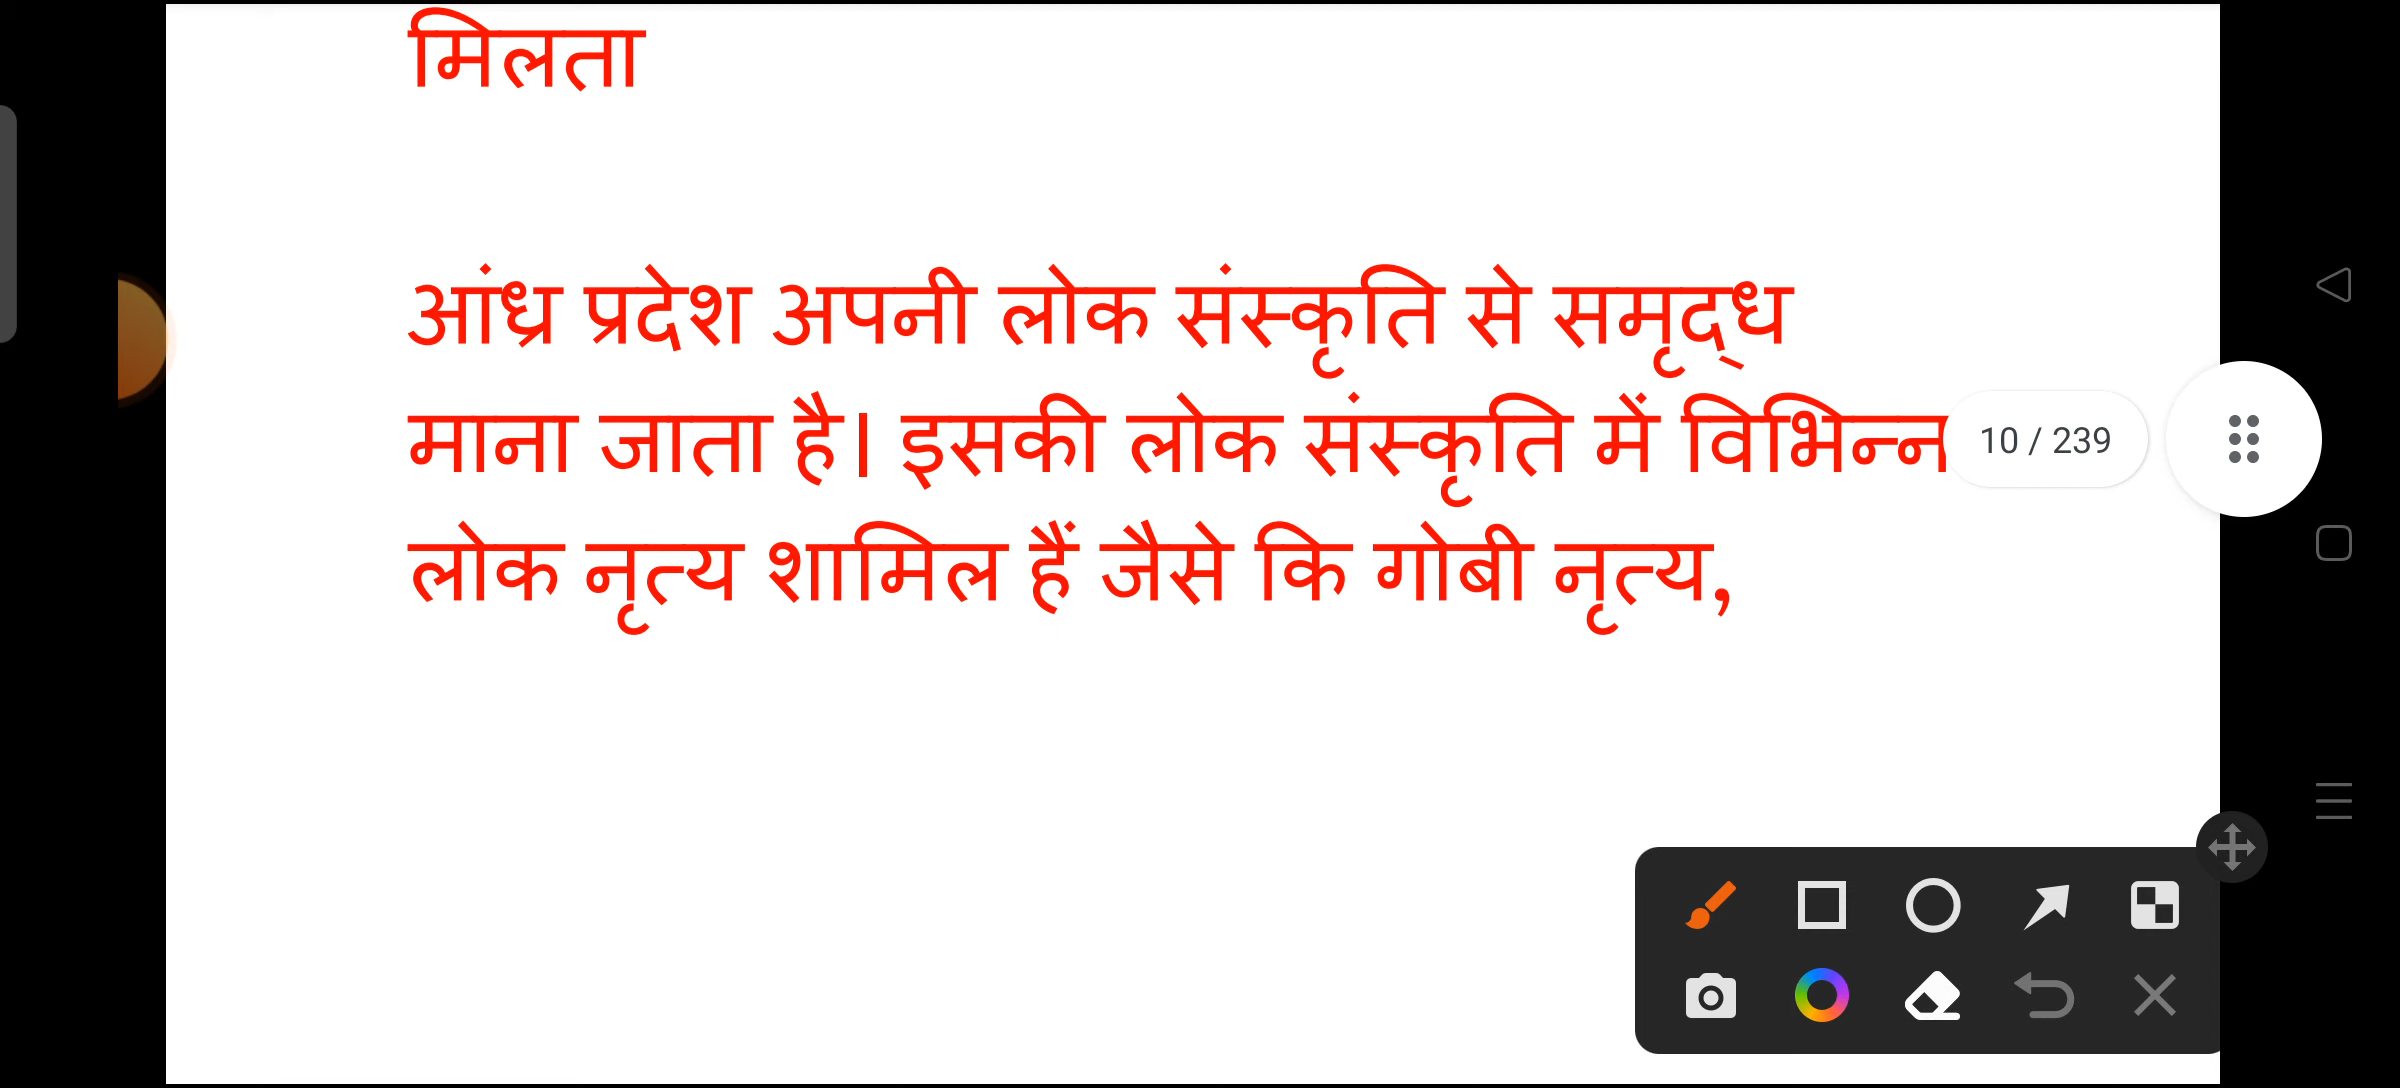 मिलता
आंध्र प्रदेश अपनी लोक संस्कृति से समृद्ध
माना जाता है। इसकी लोक संस्कृति में विभिन्न
10 / 239
लोक नृत्य शामिल हैं जैसे कि गोबी नृत्य,